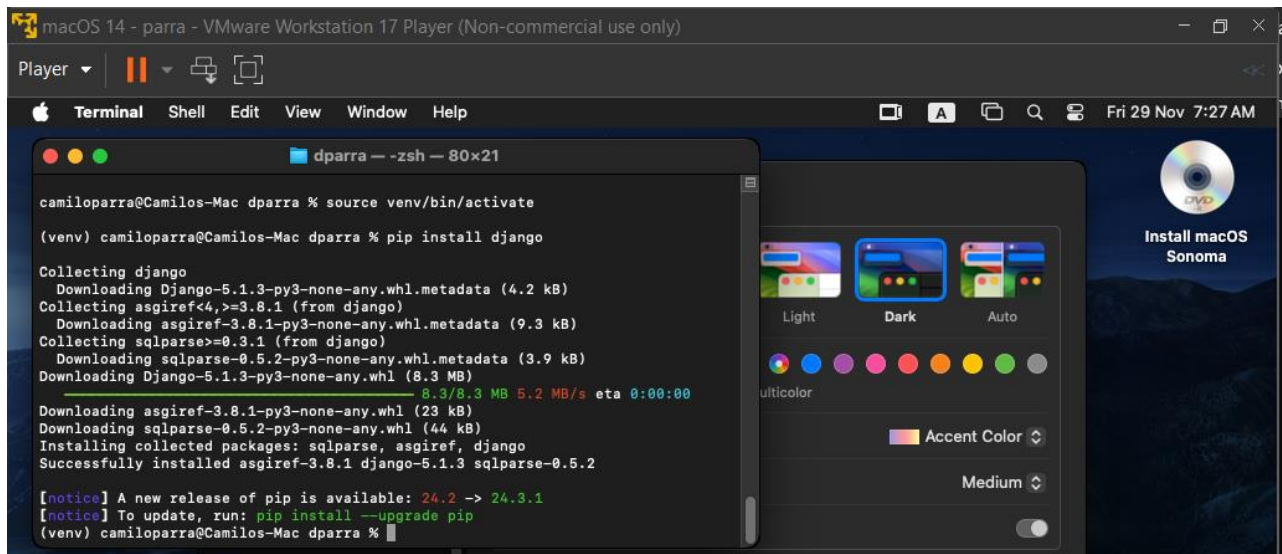 macOS 14 - parra - VMware Workstation 17 Player (Non-commercial use only)
Player
Terminal Shell Edit View Window Help A Fri 29 Nov 7:27 AM
dparra — -zsh — 80×21
camiloparra@Camilos-Mac dparra % source venv/bin/activate
(venv) camiloparra@Camilos-Mac dparra % pip install django
Collecting django
Downloading Django-5.1.3-py3-none-any.whl.metadata (4.2 kB)
Collecting asgiref<4,>=3.8.1 (from django)
Downloading asgiref-3.8.1-py3-none-any.whl.metadata (9.3 kB)
Collecting sqlparse>=0.3.1 (from django)
Downloading sqlparse-0.5.2-py3-none-any.whl.metadata (3.9 kB)
Downloading Django-5.1.3-py3-none-any.whl (8.3 MB)
8.3/8.3 MB 5.2 MB/s eta 0:00:00
Downloading asgiref-3.8.1-py3-none-any.whl (23 kB)
Downloading sqlparse-0.5.2-py3-none-any.whl (44 kB)
Installing collected packages: sqlparse, asgiref, django
Successfully installed asgiref-3.8.1 django-5.1.3 sqlparse-0.5.2
[notice] A new release of pip is available: 24.2 -> 24.3.1
[notice] To update, run: pip install --upgrade pip
(venv) camiloparra@Camilos-Mac dparra %
Light Dark Auto
ulticolor
Accent Color
Medium
DVD
Install macOS
Sonoma